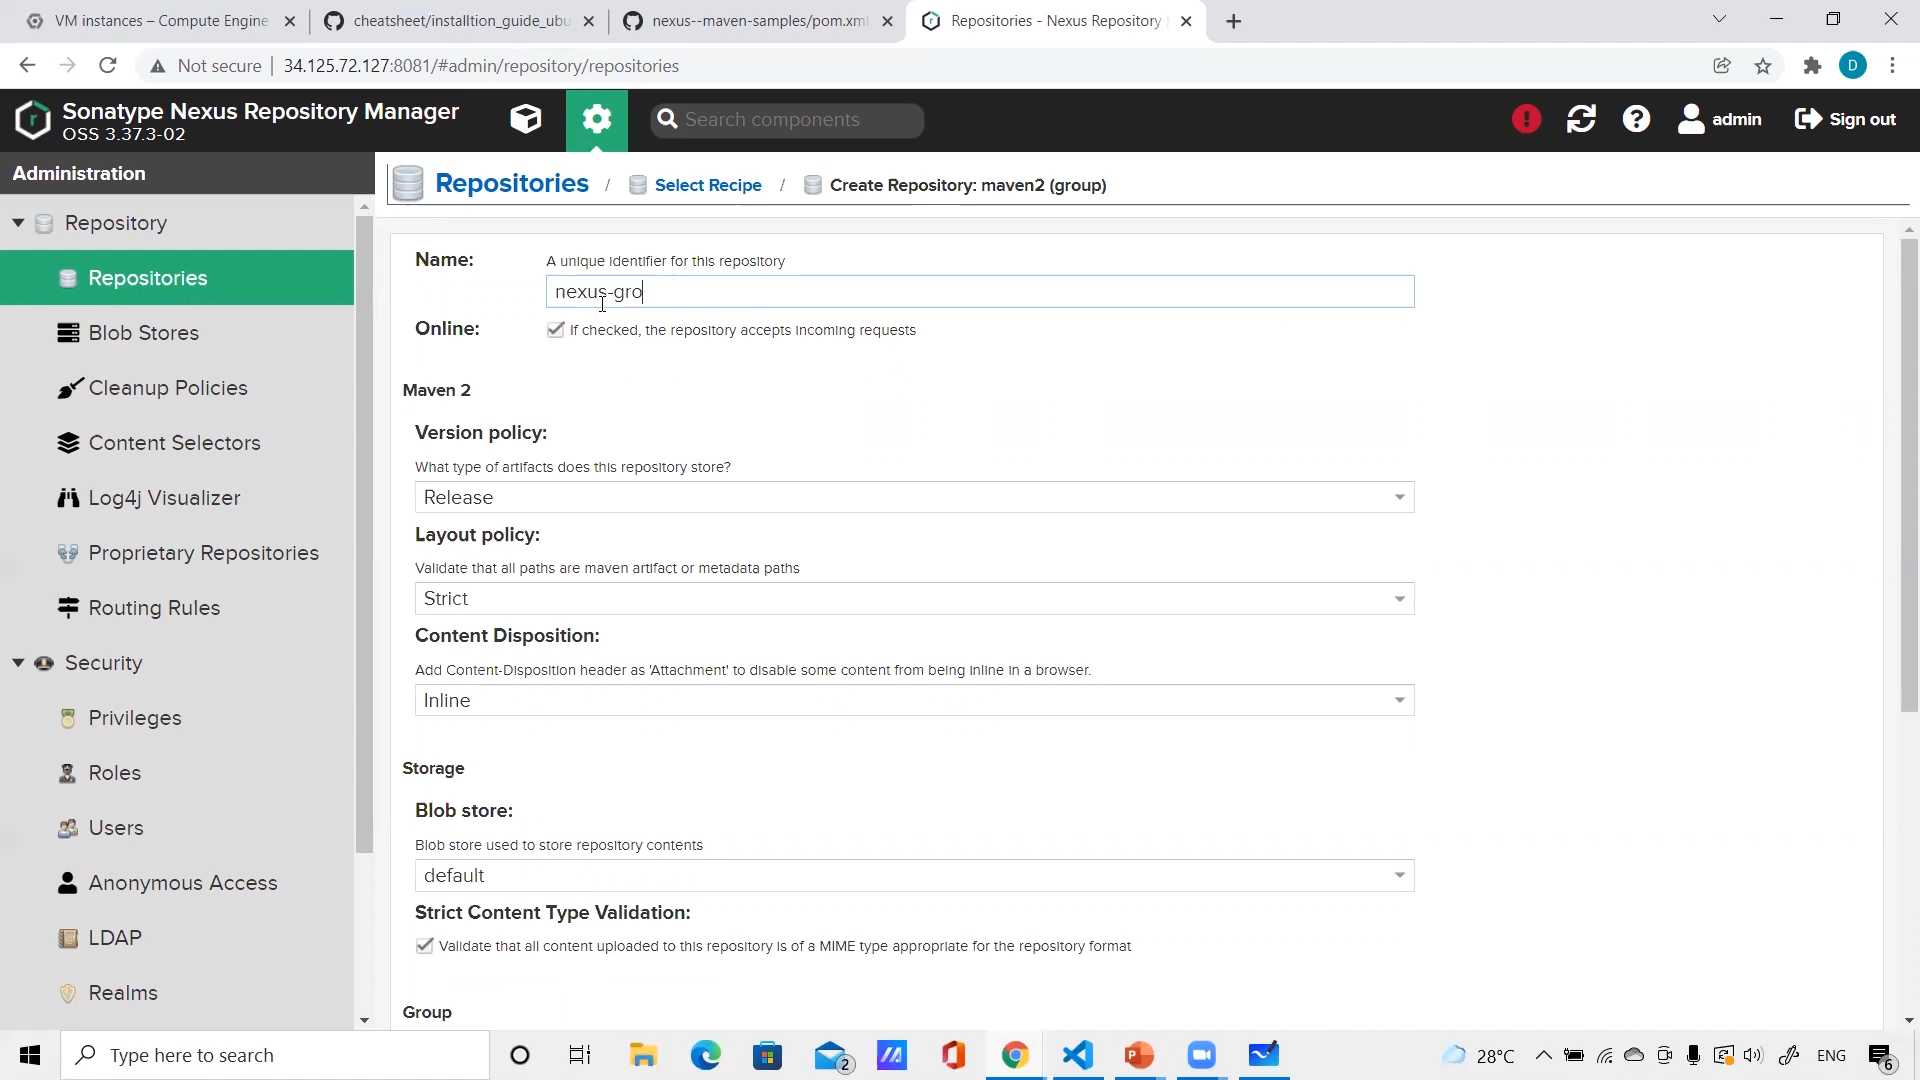 VM instances – Compute Engine
cheatsheet/installtion_guide_ubu
nexus--maven-samples/pom.xml
Repositories - Nexus Repository
Not secure
34.125.72.127:8081/#admin/repository/repositories
D
Sonatype Nexus Repository Manager
OSS 3.37.3-02
Search components
admin
Sign out
Administration
Repository
Repositories
Blob Stores
Cleanup Policies
Content Selectors
Log4j Visualizer
Proprietary Repositories
Routing Rules
Security
Privileges
Roles
Users
Anonymous Access
LDAP
Realms
Repositories / Select Recipe / Create Repository: maven2 (group)
Name:
A unique identifier for this repository
nexus-gro
Online:
If checked, the repository accepts incoming requests
Maven 2
Version policy:
What type of artifacts does this repository store?
Release
Layout policy:
Validate that all paths are maven artifact or metadata paths
Strict
Content Disposition:
Add Content-Disposition header as 'Attachment' to disable some content from being inline in a browser.
Inline
Storage
Blob store:
Blob store used to store repository contents
default
Strict Content Type Validation:
Validate that all content uploaded to this repository is of a MIME type appropriate for the repository format
Group
Type here to search
2
28°C
ENG
6